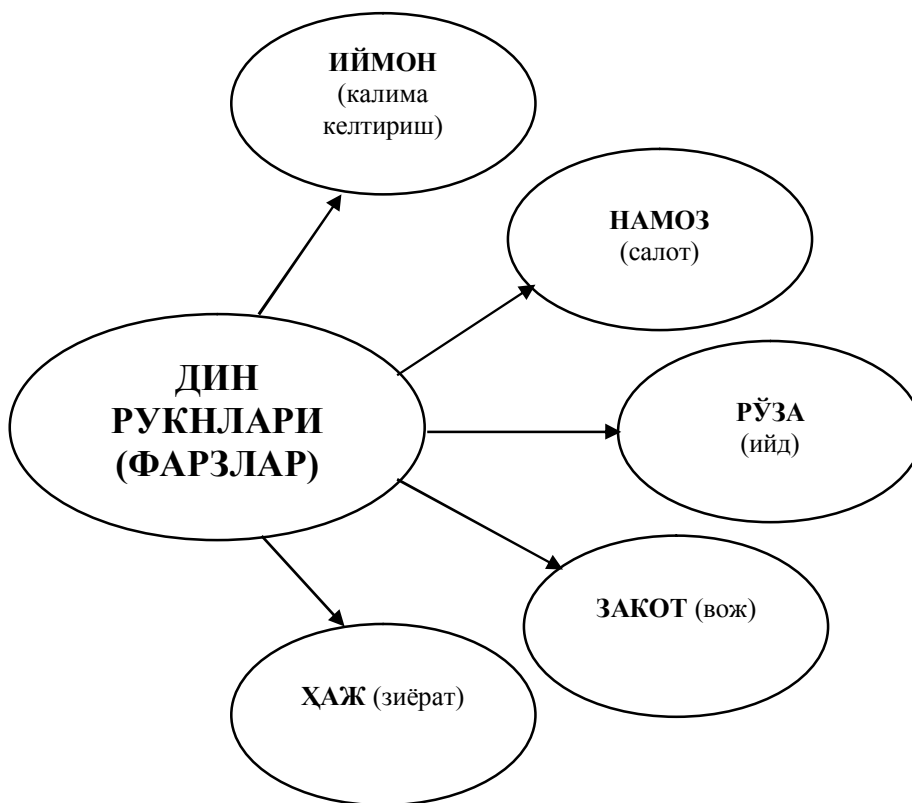 ИЙМОН
(калима
келтириш)
НАМОЗ
(салот)
ДИН
РУКНЛАРИ
(ФАРЗЛАР)
РЎЗА
(ийд)
ЗАКОТ (вож)
ҲАЖ (зиёрат)